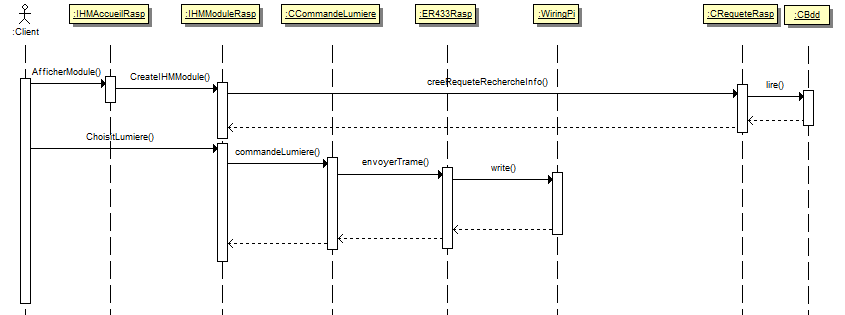 :Client
:IHMAccueilRasp
:IHMModuleRasp
:CCommandeLumiere
:ER433Rasp
:WiringPi
:CRequeteRasp
:CBdd
AfficherModule()
CreateIHMModule()
creeRequeteRechercheInfo()
lire()
ChoisitLumiere()
commandeLumiere()
envoyerTrame()
write()